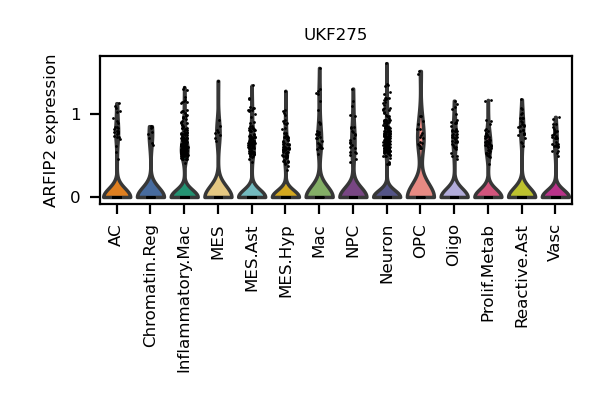 UKF275
ARFIP2 expression
1
0
AC
Chromatin.Reg
Inflammatory.Mac
MES
MES.Ast
MES.Hyp
Mac
NPC
Neuron
OPC
Oligo
Prolif.Metab
Reactive.Ast
Vasc